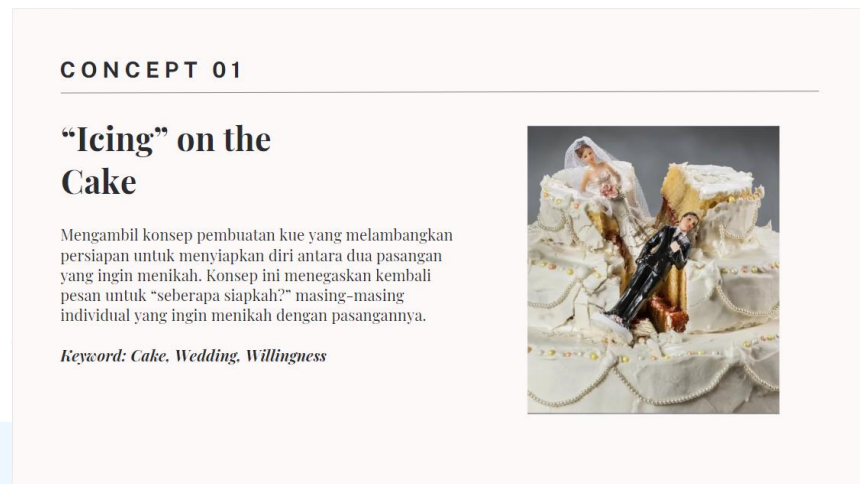 CONCEPT 01
“Icing” on the
Cake
Mengambil konsep pembuatan kue yang melambangkan
persiapan untuk menyiapkan diri antara dua pasangan
yang ingin menikah. Konsep ini menegaskan kembali
pesan untuk “seberapa siapkah?” masing-masing
individual yang ingin menikah dengan pasangannya.
Keyword: Cake, Wedding, Willingness